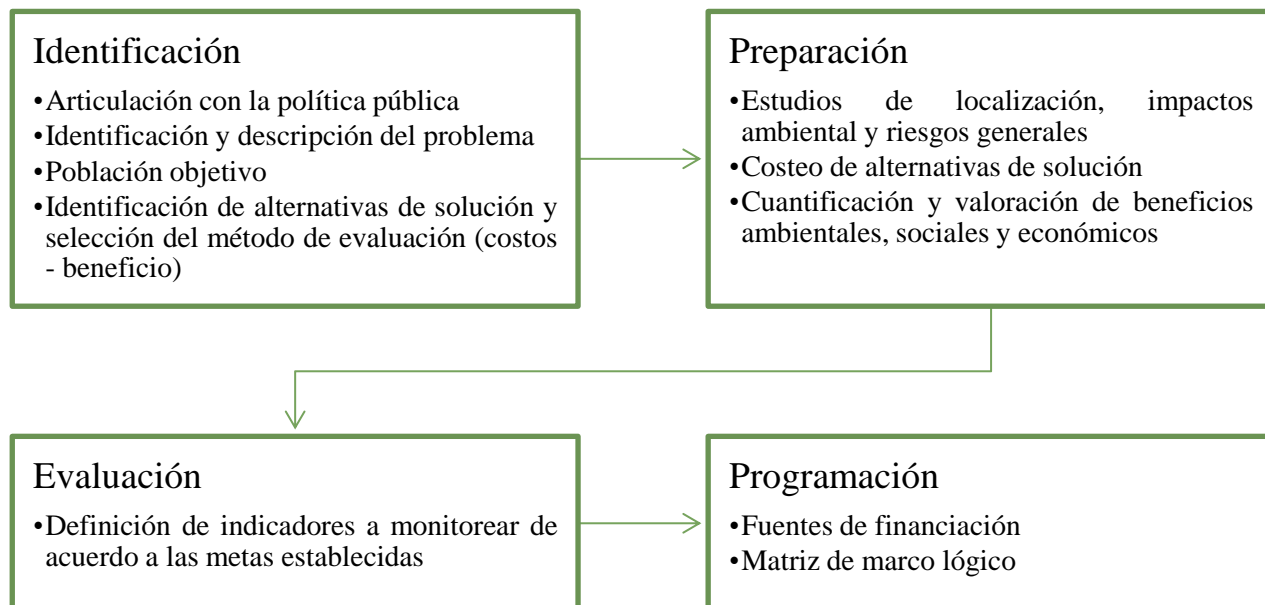 Identificación
•Articulación con la política pública
•Identificación y descripción del problema
•Población objetivo
•Identificación de alternativas de solución y
selección del método de evaluación (costos
- beneficio)
Preparación
•Estudios de localización, impactos
ambiental y riesgos generales
•Costeo de alternativas de solución
•Cuantificación y valoración de beneficios
ambientales, sociales y económicos
Evaluación
•Definición de indicadores a monitorear de
acuerdo a las metas establecidas
Programación
•Fuentes de financiación
•Matriz de marco lógico